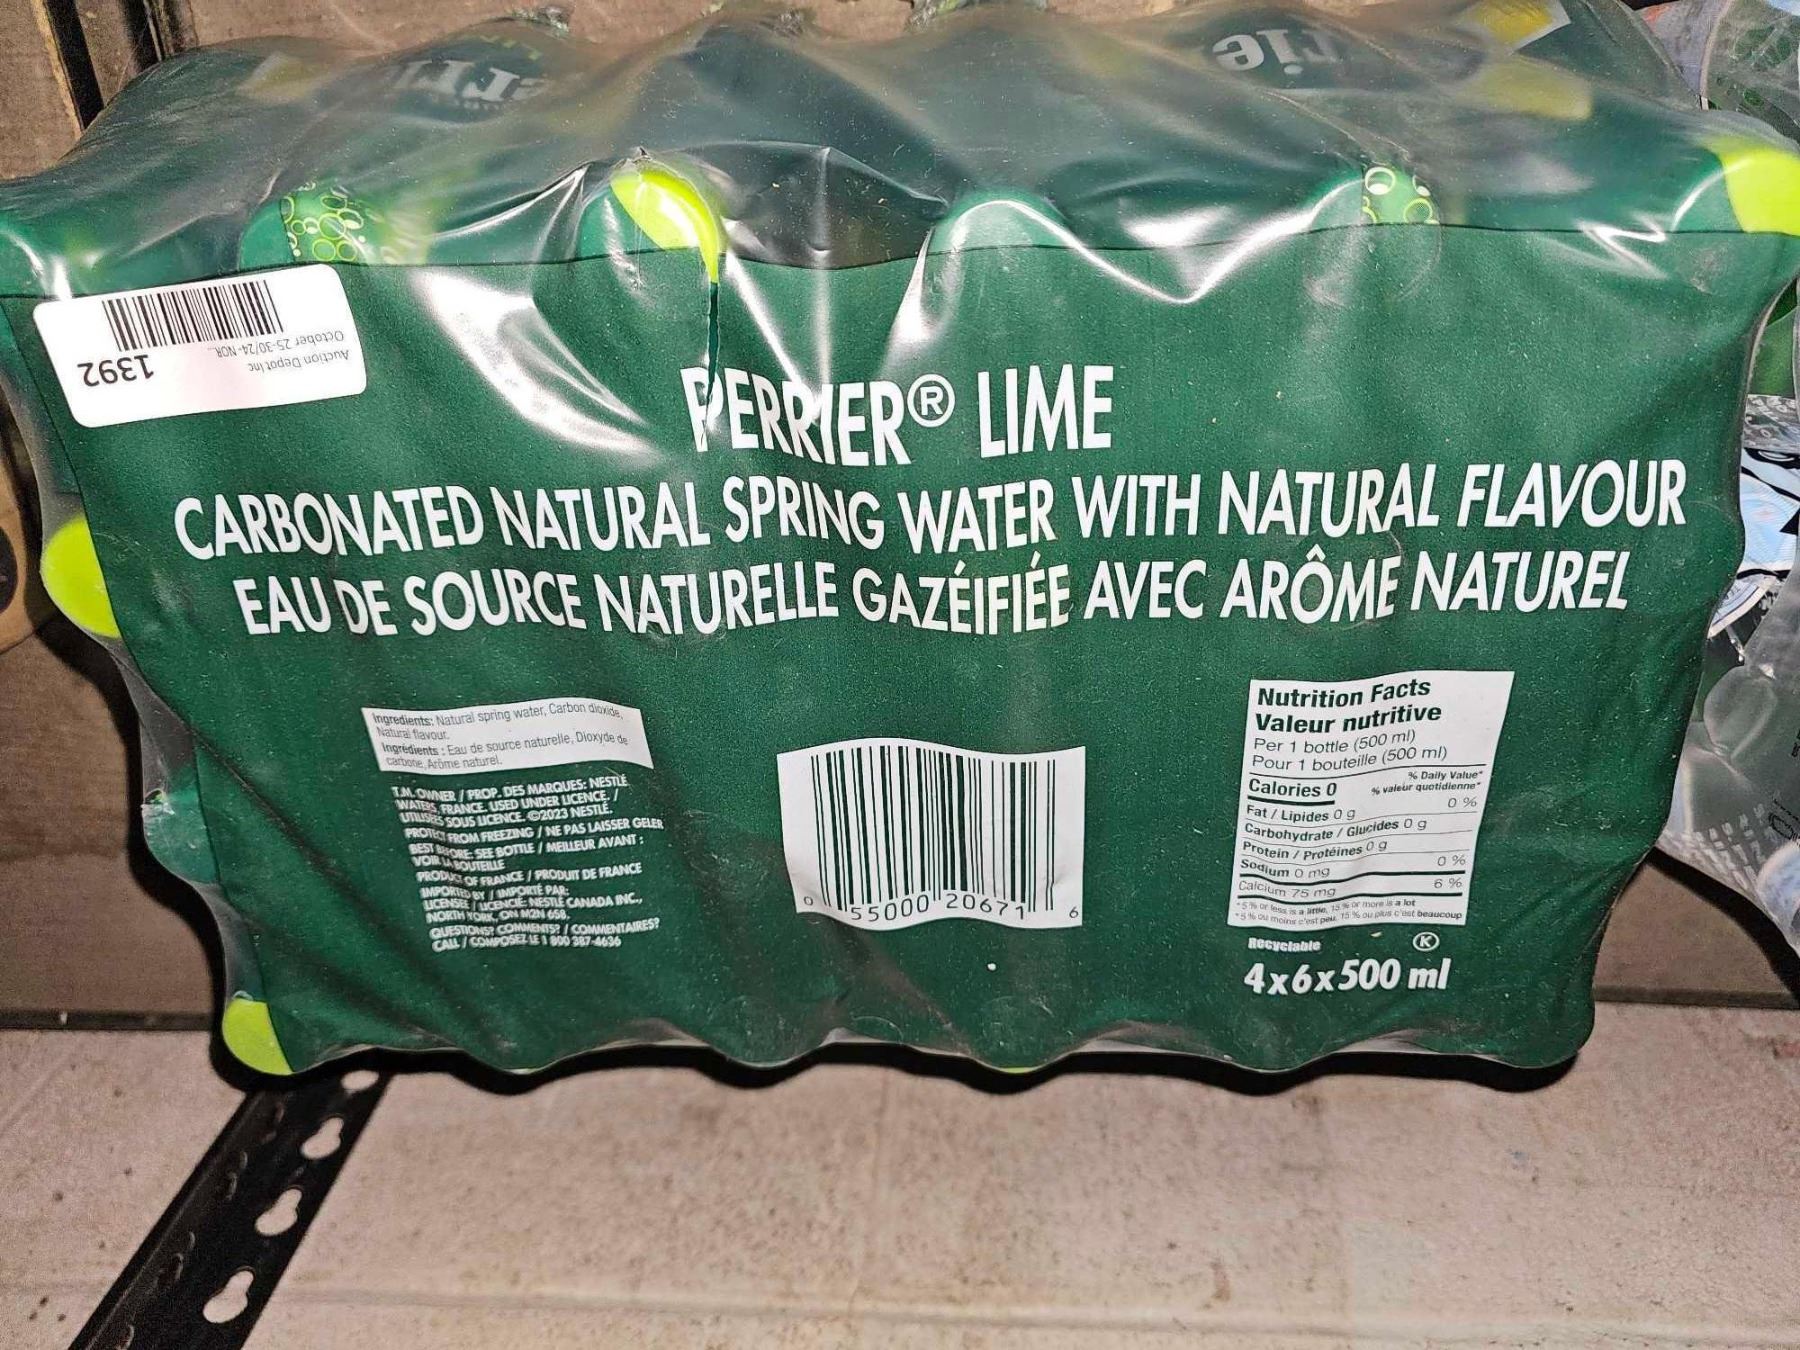 1392
Auction Depot Inc
October 25-30/24-NOR...
PERRIER® LIME
CARBONATED NATURAL SPRING WATER WITH NATURAL FLAVOUR
EAU DE SOURCE NATURELLE GAZÉIFIÉE AVEC ARÔME NATUREL
Ingredients: Natural spring water, Carbon dioxide,
Natural flavour.
Ingrédients : Eau de source naturelle, Dioxyde de
carbone, Arôme naturel.
T.M. OWNER / PROP. DES MARQUES: NESTLÉ
WATERS, FRANCE. USED UNDER LICENCE. /
UTILISÉES SOUS LICENCE. ©2023 NESTLÉ.
PROTECT FROM FREEZING / NE PAS LAISSER GELER
BEST BEFORE: SEE BOTTLE / MEILLEUR AVANT :
VOIR LA BOUTEILLE
PRODUCT OF FRANCE / PRODUIT DE FRANCE
IMPORTED BY / IMPORTÉ PAR:
LICENSEE / LICENCIÉ: NESTLÉ CANADA INC.,
NORTH YORK, ON M2N 6S8.
QUESTIONS? COMMENTS? / COMMENTAIRES?
CALL / COMPOSEZ LE 1 800 387-4636
0 55000 20671 6
Nutrition Facts
Valeur nutritive
Per 1 bottle (500 ml)
Pour 1 bouteille (500 ml)
% Daily Value*
Calories 0 % valeur quotidienne*
Fat / Lipides 0 g 0 %
Carbohydrate / Glucides 0 g
Protein / Protéines 0 g
Sodium 0 mg 0 %
Calcium 75 mg 6 %
*5% or less is a little, 15% or more is a lot
*5% ou moins c'est peu, 15% ou plus c'est beaucoup
Recyclable K
4x6x500 ml